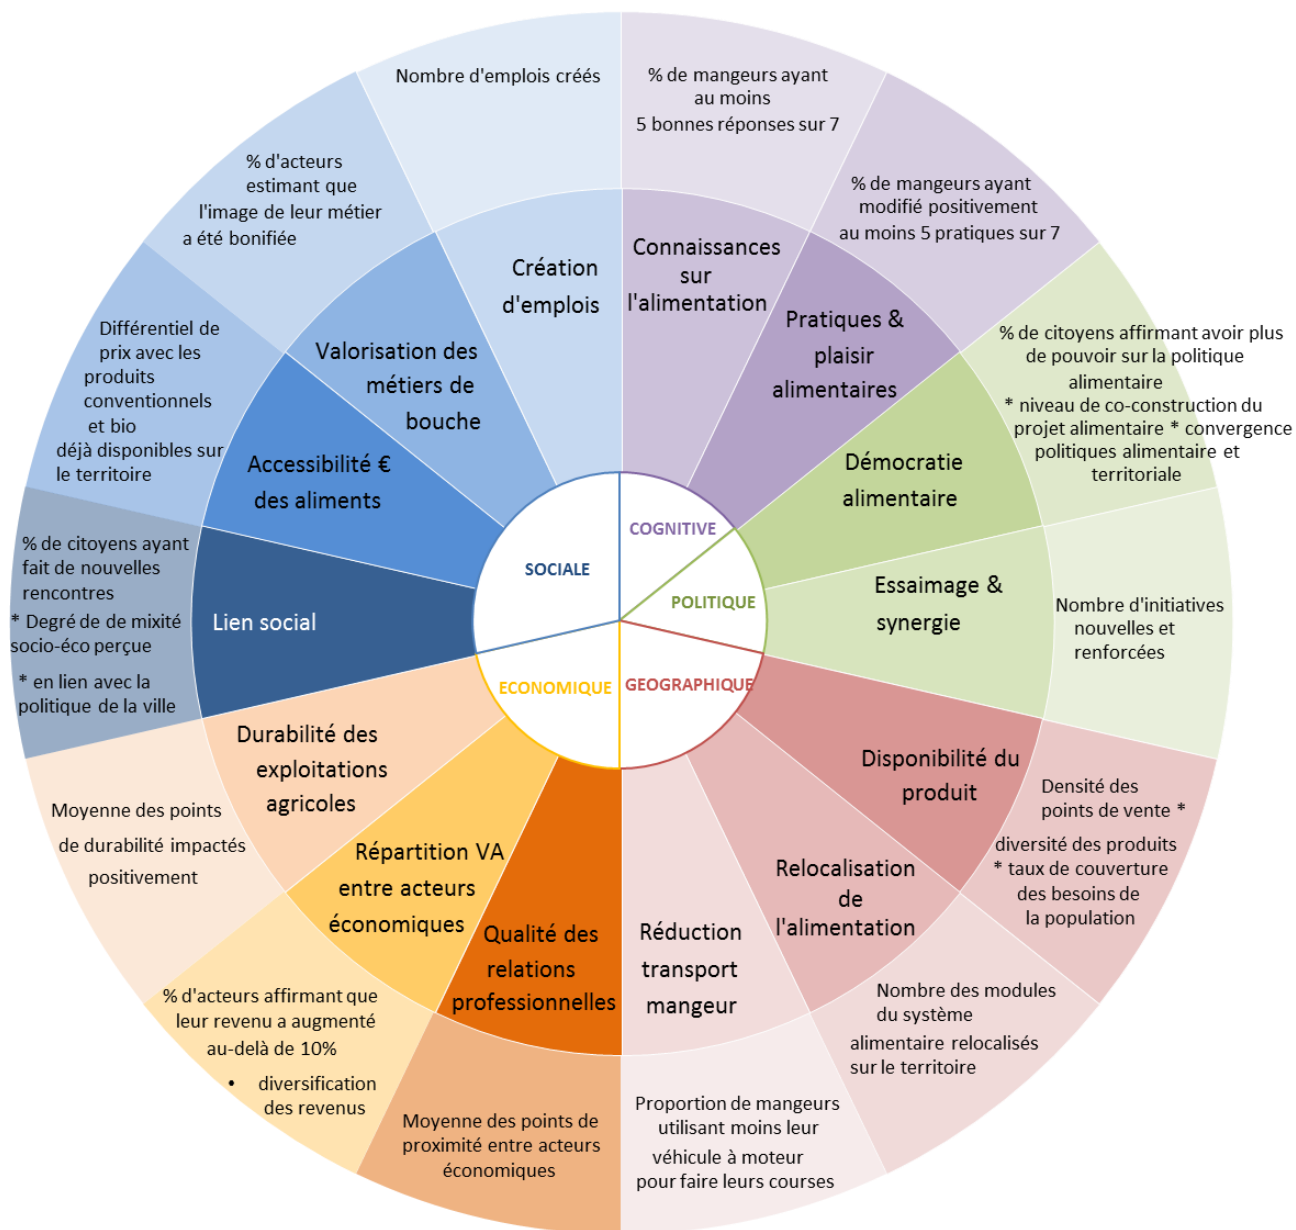 Nombre d'emplois créés
% de mangeurs ayant
au moins
5 bonnes réponses sur 7
% d'acteurs
estimant que
l'image de leur métier
a été bonifiée
% de mangeurs ayant
modifié positivement
au moins 5 pratiques sur 7
Création
d'emplois
Connaissances
sur
l'alimentation
Pratiques &
plaisir
alimentaires
Valorisation des
métiers de
bouche
Différentiel de
prix avec les
produits
conventionnels
et bio
déjà disponibles sur
le territoire
% de citoyens affirmant avoir plus
de pouvoir sur la politique
alimentaire
* niveau de co-construction du
projet alimentaire * convergence
politiques alimentaire et
territoriale
Accessibilité €
des aliments
Démocratie
alimentaire
COGNITIVE
SOCIALE
POLITIQUE
ECONOMIQUE
GEOGRAPHIQUE
% de citoyens ayant
fait de nouvelles
rencontres
* Degré de de mixité
socio-éco perçue
* en lien avec la
politique de la ville
Lien social
Essaimage &
synergie
Nombre d'initiatives
nouvelles et
renforcées
Durabilité des
exploitations
agricoles
Disponibilité du
produit
Moyenne des points
de durabilité impactés
positivement
Densité des
points de vente *
diversité des produits
* taux de couverture
des besoins de
la population
Répartition VA
entre acteurs
économiques
Relocalisation
de
l'alimentation
Qualité des
relations
professionnelles
Réduction
transport
mangeur
% d'acteurs affirmant que
leur revenu a augmenté
au-delà de 10%
• diversification
des revenus
Nombre des modules
du système
alimentaire relocalisés
sur le territoire
Moyenne des points de
proximité entre acteurs
économiques
Proportion de mangeurs
utilisant moins leur
véhicule à moteur
pour faire leurs courses